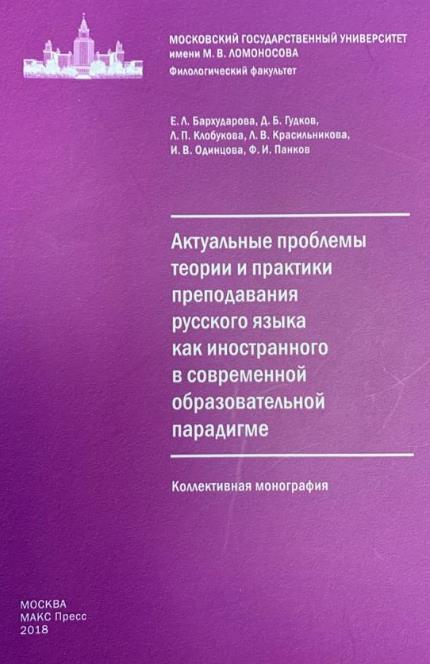 МОСКОВСКИЙ ГОСУДАРСТВЕННЫЙ УНИВЕРСИТЕТ
имени М. В. ЛОМОНОСОВА
Филологический факультет
Е. Л. Бархударова, Д. Б. Гудков,
Л. П. Клобукова, Л. В. Красильникова,
И. В. Одинцова, Ф. И. Панков
Актуальные проблемы
теории и практики
преподавания
русского языка
как иностранного
в современной
образовательной
парадигме
Коллективная монография
МОСКВА
МАКС Пресс
2018